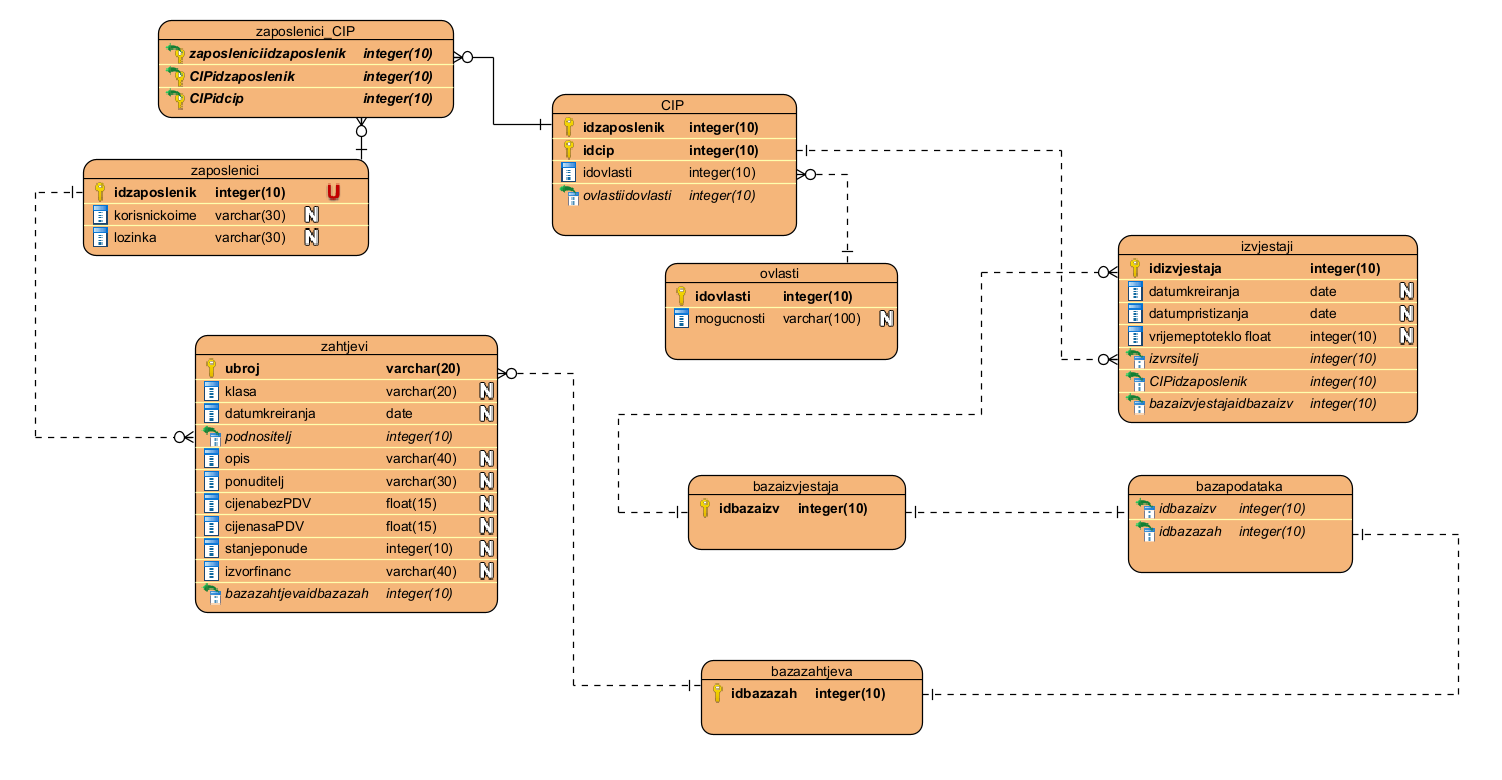 zaposlenici_CIP
zaposleniciidzaposlenik integer(10)
CIPidzaposlenik integer(10)
CIPidcip integer(10)
CIP
idzaposlenik integer(10)
idcip integer(10)
idovlasti integer(10)
ovlastiidovlasti integer(10)
zaposlenici
idzaposlenik integer(10) U
korisnickoime varchar(30) N
lozinka varchar(30) N
ovlasti
idovlasti integer(10)
mogucnosti varchar(100) N
izvjestaji
idizvjestaja integer(10)
datumkreiranja date N
datumpristizanja date N
vrijemeptoteklo float integer(10) N
izvrsitelj integer(10)
CIPidzaposlenik integer(10)
bazaizvjestajaidbazaizv integer(10)
zahtjevi
ubroj varchar(20)
klasa varchar(20) N
datumkreiranja date N
podnositelj integer(10)
opis varchar(40) N
ponuditelj varchar(30) N
cijenabezPDV float(15) N
cijenasaPDV float(15) N
stanjeponude integer(10) N
izvorfinanc varchar(40) N
bazazahtjevaidbazazah integer(10)
bazaizvjestaja
idbazaizv integer(10)
bazapodataka
idbazaizv integer(10)
idbazazah integer(10)
bazazahtjeva
idbazazah integer(10)